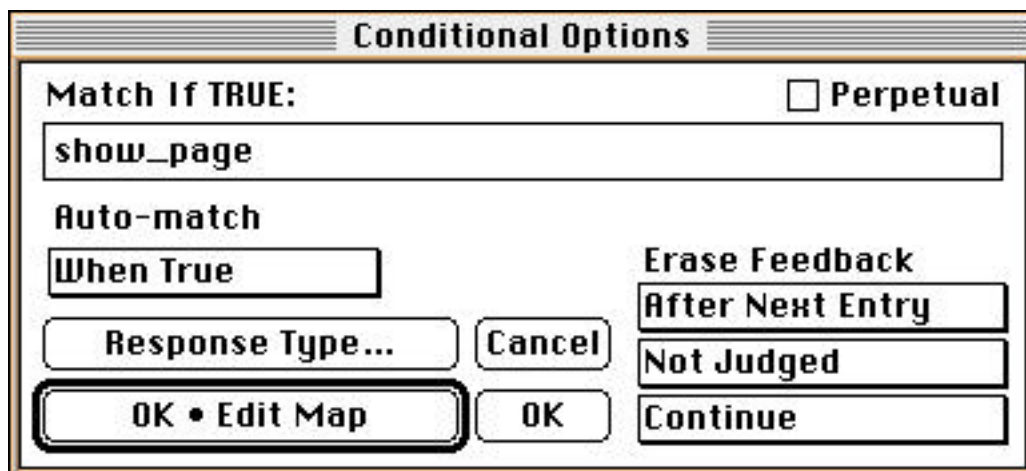 Conditional Options
Match If TRUE:
Perpetual
show_page
Auto-match
When True
Erase Feedback
After Next Entry
Response Type...
Cancel
Not Judged
OK • Edit Map
OK
Continue